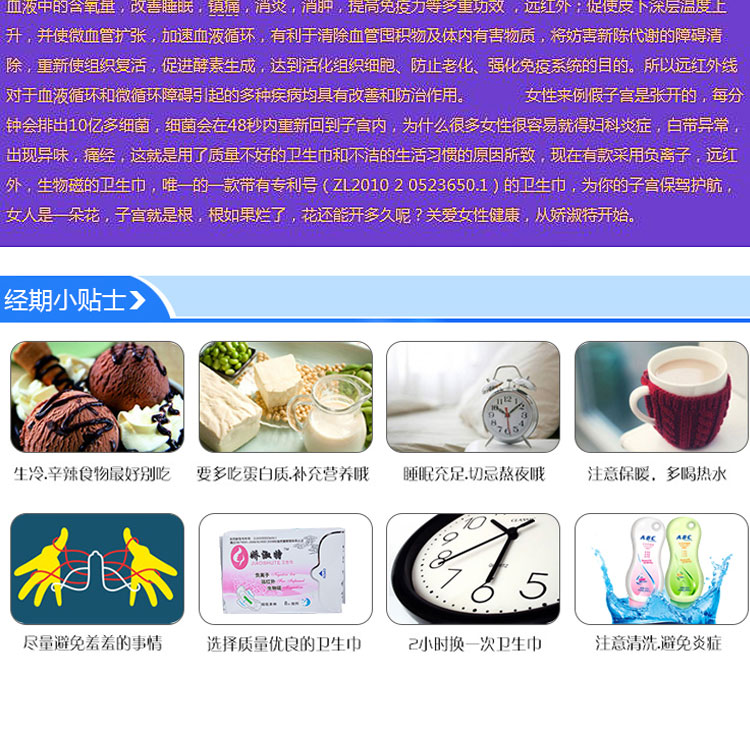 血液中的含氧量，改善睡眠，镇痛，消炎，消肿，提高免疫力等多重功效 ，远红外；促使皮下深层温度上
升，并使微血管扩张，加速血液循环，有利于清除血管囤积物及体内有害物质，将妨害新陈代谢的障碍清
除，重新使组织复活，促进酵素生成，达到活化组织细胞、防止老化、强化免疫系统的目的。所以远红外线
对于血液循环和微循环障碍引起的多种疾病均具有改善和防治作用。 女性来例假子宫是张开的，每分
钟会排出10亿多细菌，细菌会在48秒内重新回到子宫内，为什么很多女性很容易就得妇科炎症，白带异常，
出现异味，痛经，这就是用了质量不好的卫生巾和不洁的生活习惯的原因所致，现在有款采用负离子，远红
外，生物磁的卫生巾，唯一的一款带有专利号（ZL2010 2 0523650.1）的卫生巾，为你的子宫保驾护航，
女人是一朵花，子宫就是根，根如果烂了，花还能开多久呢？关爱女性健康，从娇淑特开始。
经期小贴士
生冷.辛辣食物最好别吃
要多吃蛋白质.补充营养哦
睡眠充足.切忌熬夜哦
注意保暖，多喝热水
娇淑特
JIAOSHUTE
负离子
远红外
生物磁
CLASSIC
ABC
ABC
尽量避免羞羞的事情
选择质量优良的卫生巾
2小时换一次卫生巾
注意清洗.避免炎症